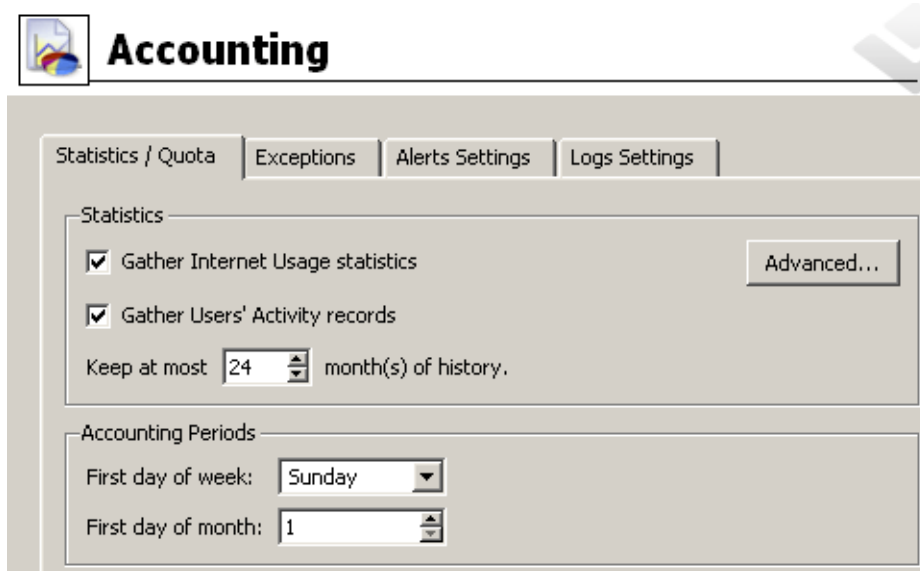 Accounting
Statistics / Quota Exceptions Alerts Settings Logs Settings
Statistics
Gather Internet Usage statistics Advanced...
Gather Users' Activity records
Keep at most 24 month(s) of history.
Accounting Periods
First day of week: Sunday
First day of month: 1